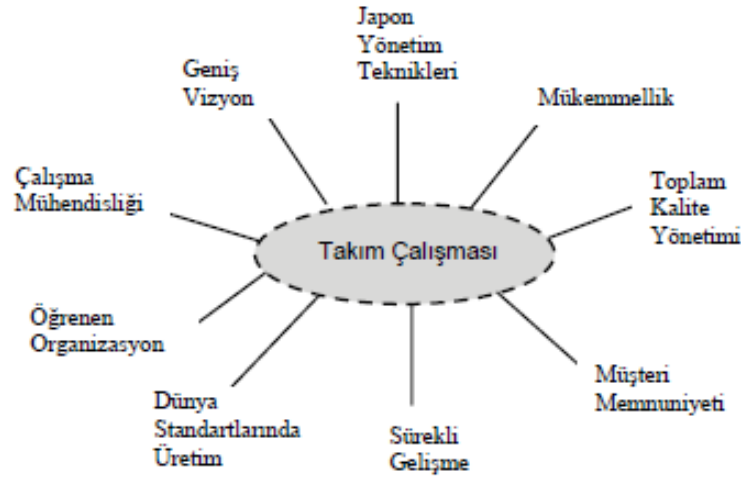 Japon
Yönetim
Teknikleri
Geniş
Vizyon
Mükemmellik
Çalışma
Mühendisliği
Toplam
Kalite
Yönetimi
Takım Çalışması
Öğrenen
Organizasyon
Müşteri
Memnuniyeti
Dünya
Standartlarında
Üretim
Sürekli
Gelişme